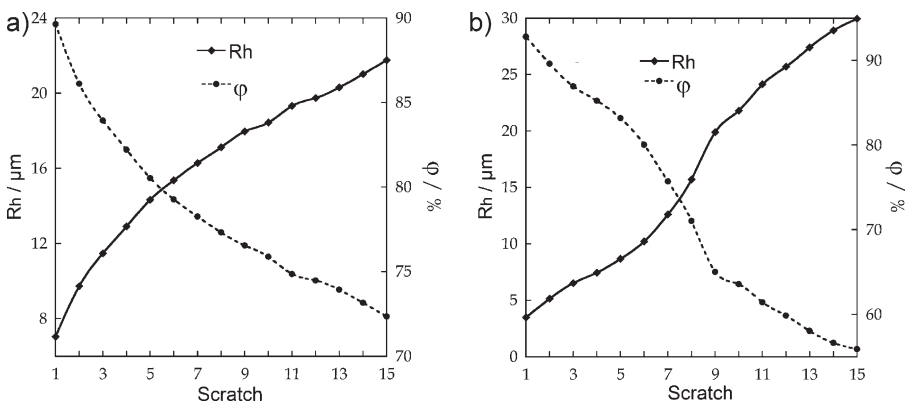 a)
24
20
16
12
8
Rh / µm
90
85
80
75
70
φ / %
Rh
φ
1 3 5 7 9 11 13 15
Scratch
b)
30
25
20
15
10
5
0
Rh / µm
90
80
70
60
φ / %
Rh
φ
1 3 5 7 9 11 13 15
Scratch